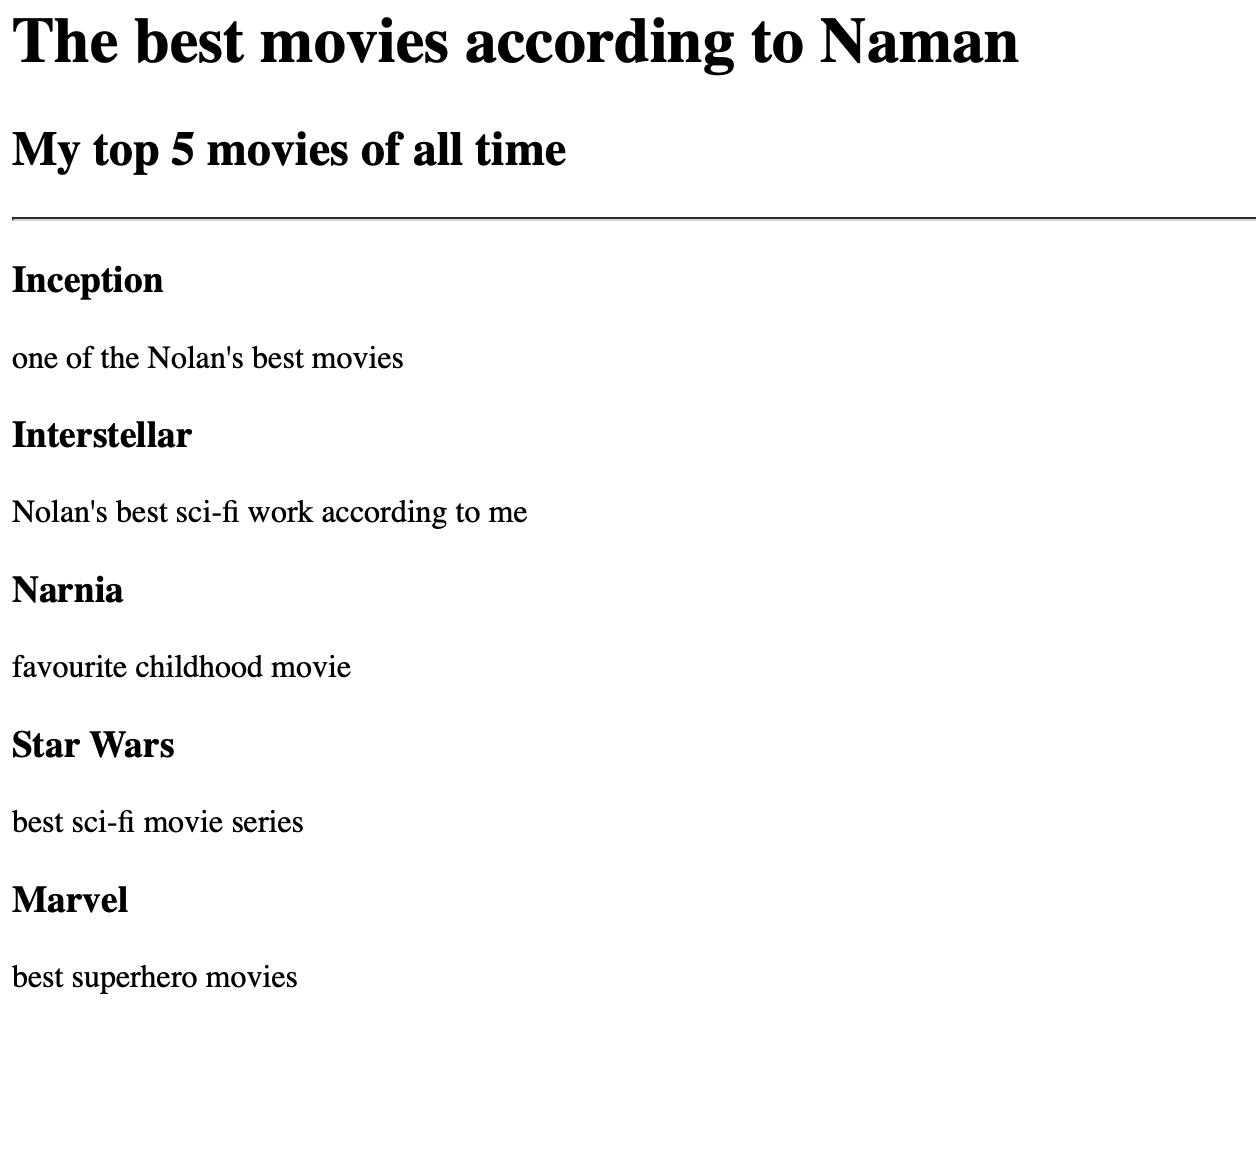 The best movies according to Naman
My top 5 movies of all time
Inception
one of the Nolan's best movies
Interstellar
Nolan's best sci-fi work according to me
Narnia
favourite childhood movie
Star Wars
best sci-fi movie series
Marvel
best superhero movies